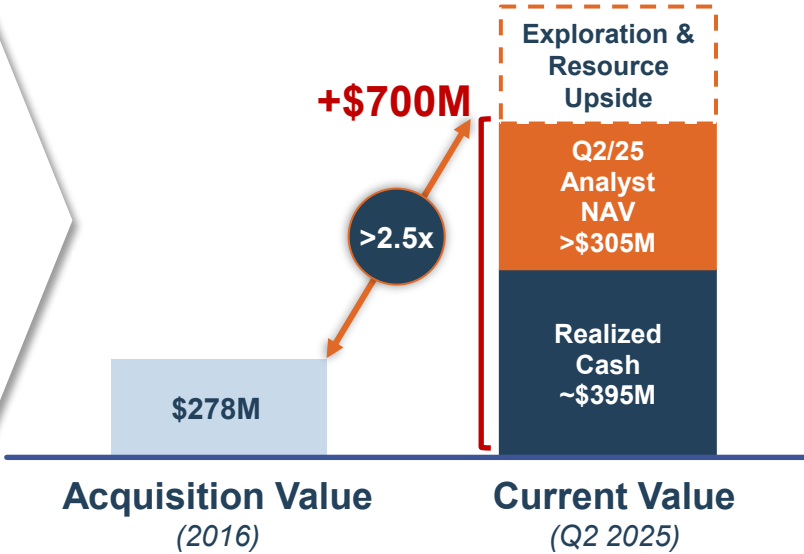 Exploration &
Resource
Upside
+$700M
Q2/25
Analyst
NAV
>$305M
>2.5x
Realized
Cash
~$395M
$278M
Acquisition Value
(2016)
Current Value
(Q2 2025)